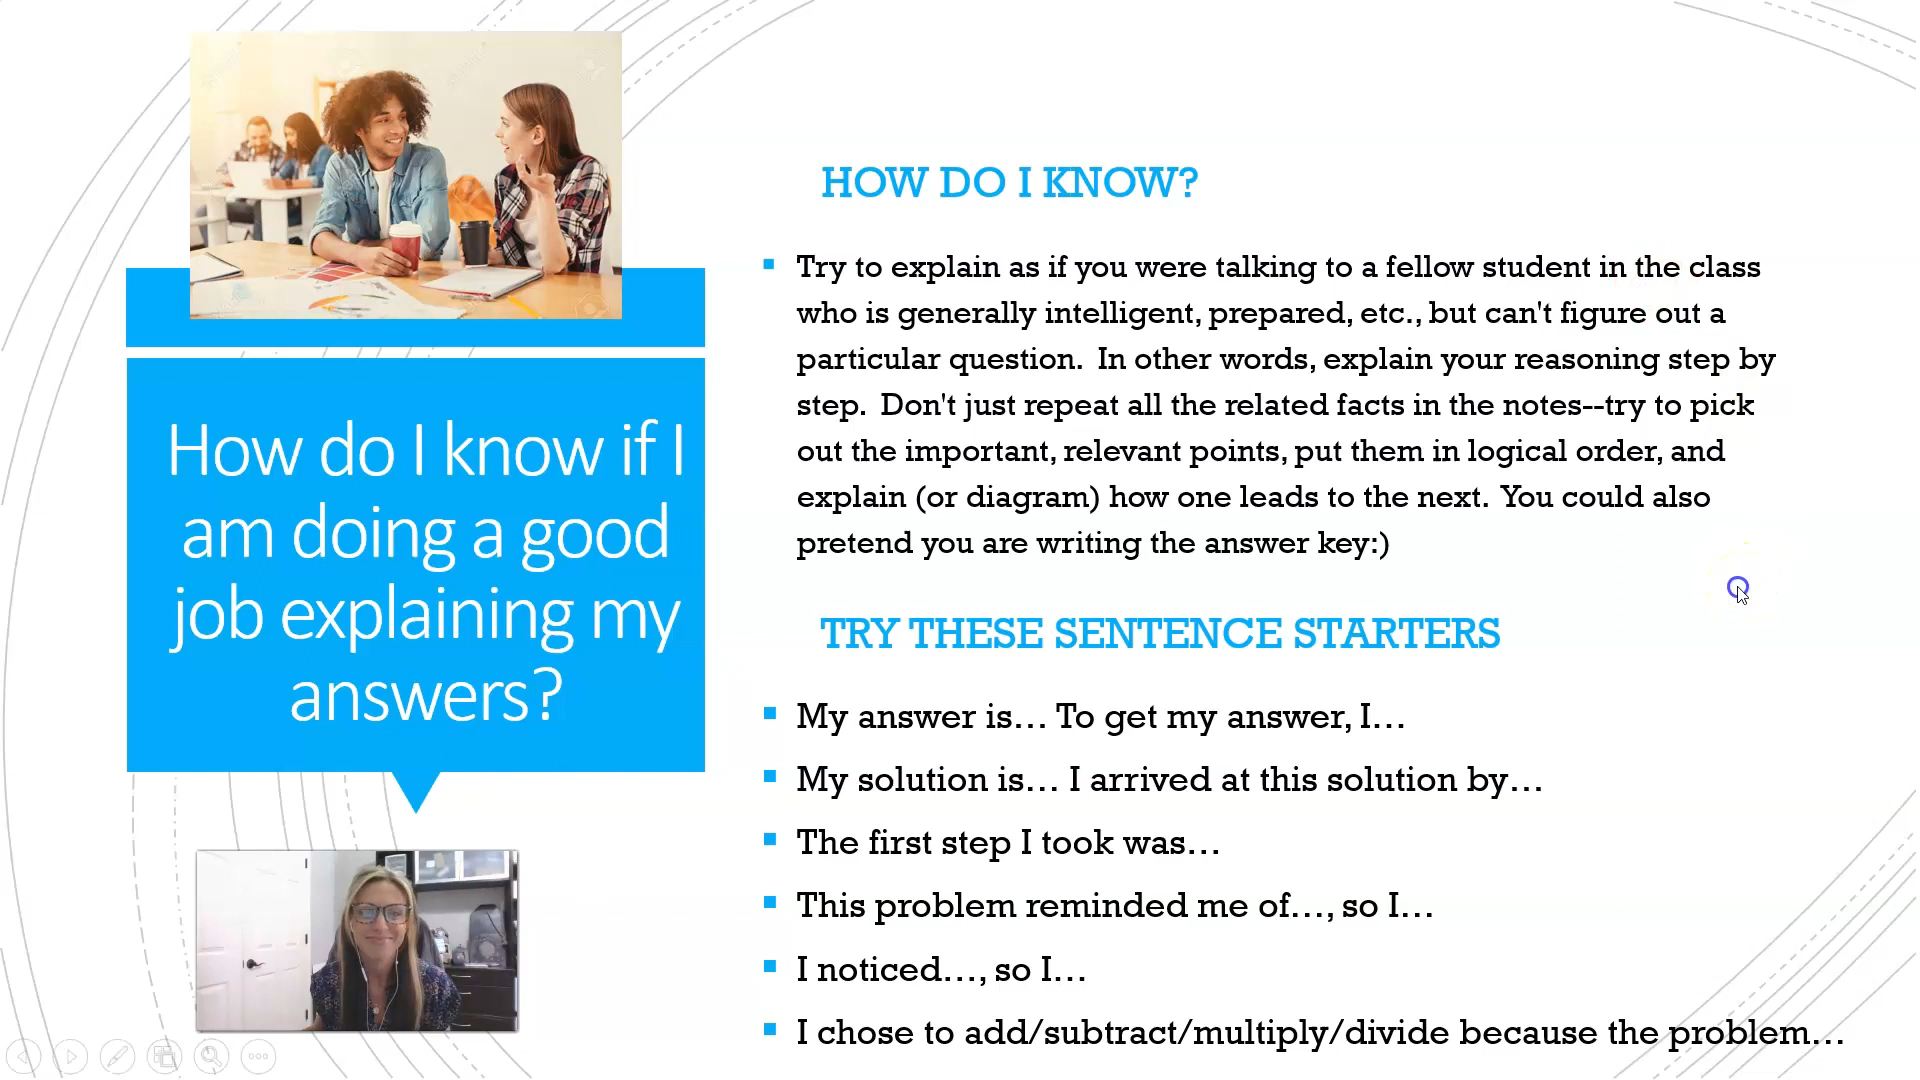 How do I know if I
am doing a good
job explaining my
answers?
HOW DO I KNOW?
Try to explain as if you were talking to a fellow student in the class
who is generally intelligent, prepared, etc., but can't figure out a
particular question.  In other words, explain your reasoning step by
step.  Don't just repeat all the related facts in the notes--try to pick
out the important, relevant points, put them in logical order, and
explain (or diagram) how one leads to the next.  You could also
pretend you are writing the answer key:)
TRY THESE SENTENCE STARTERS
My answer is… To get my answer, I…
My solution is… I arrived at this solution by…
The first step I took was…
This problem reminded me of…, so I…
I noticed…, so I…
I chose to add/subtract/multiply/divide because the problem…